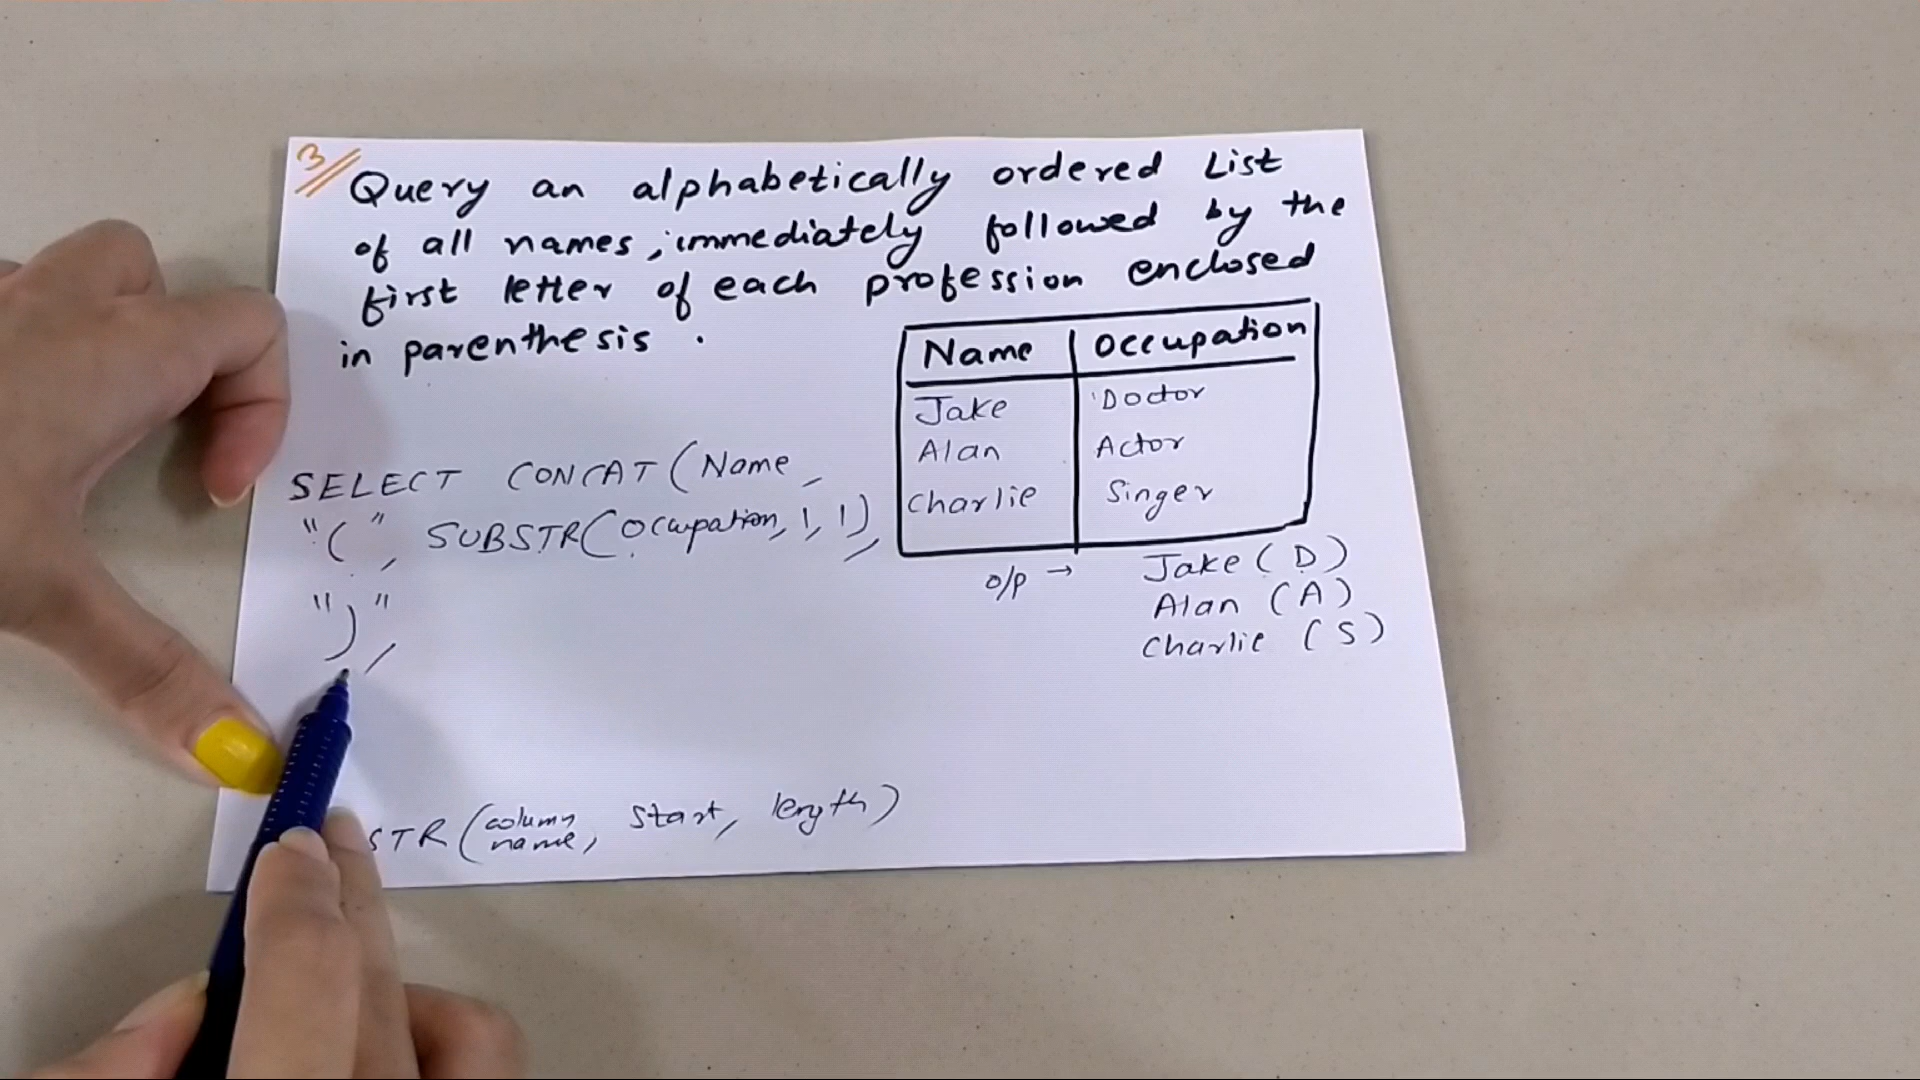 3
Query an alphabetically ordered List
of all names, immediately followed by the
first letter of each profession enclosed
in parenthesis .
Name | Occupation
Jake | Doctor
Alan | Actor
Charlie | Singer
SELECT CONCAT(Name,
"(", SUBSTR(Occupation, 1, 1),
")",
o/p → Jake (D)
Alan (A)
Charlie (S)
STR (column name, start, length)